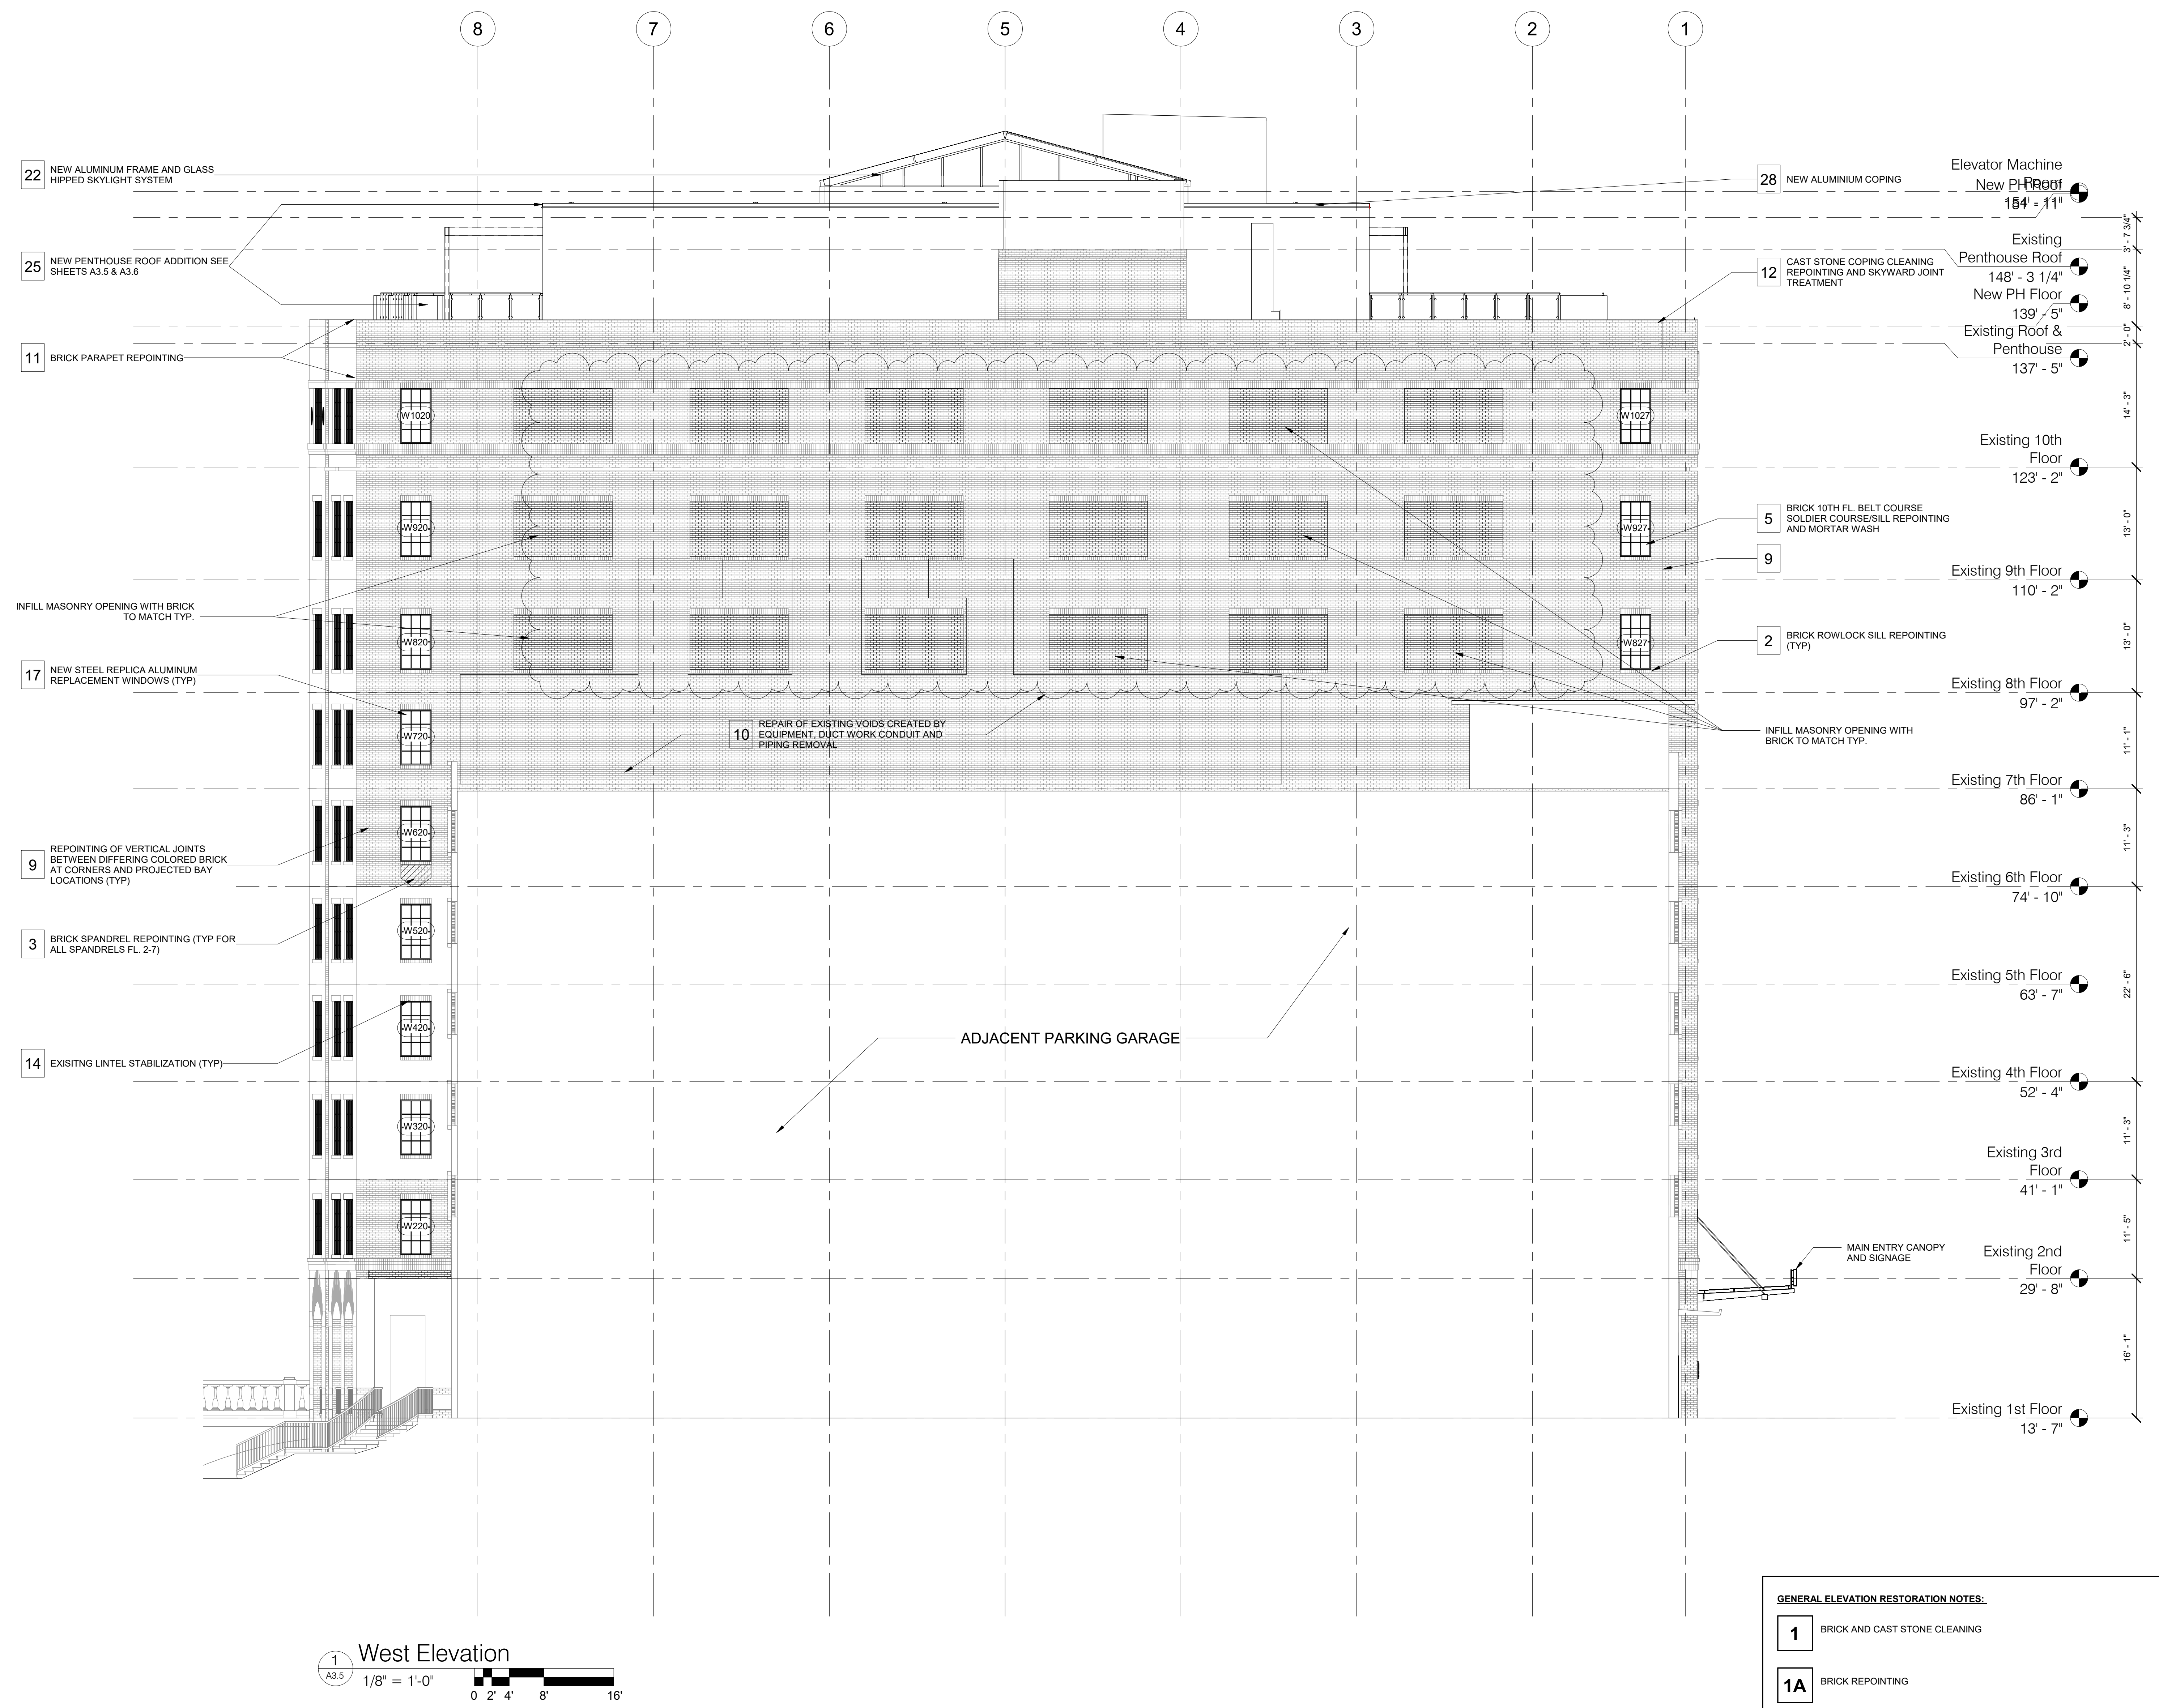 8
7
6
5
4
3
2
1
22
NEW ALUMINUM FRAME AND GLASS
HIPPED SKYLIGHT SYSTEM
25
NEW PENTHOUSE ROOF ADDITION SEE
SHEETS A3.5 & A3.6
11
BRICK PARAPET REPOINTING
INFILL MASONRY OPENING WITH BRICK
TO MATCH TYP.
17
NEW STEEL REPLICA ALUMINUM
REPLACEMENT WINDOWS (TYP)
9
REPOINTING OF VERTICAL JOINTS
BETWEEN DIFFERING COLORED BRICK
AT CORNERS AND PROJECTED BAY
LOCATIONS (TYP)
3
BRICK SPANDREL REPOINTING (TYP FOR
ALL SPANDRELS FL. 2-7)
14
EXISITNG LINTEL STABILIZATION (TYP)
W1020
W920
W820
W720
W620
W520
W420
W320
W220
W1027
W927
W827
10
REPAIR OF EXISTING VOIDS CREATED BY
EQUIPMENT, DUCT WORK CONDUIT AND
PIPING REMOVAL
ADJACENT PARKING GARAGE
28
NEW ALUMINIUM COPING
12
CAST STONE COPING CLEANING
REPOINTING AND SKYWARD JOINT
TREATMENT
5
BRICK 10TH FL. BELT COURSE
SOLDIER COURSE/SILL REPOINTING
AND MORTAR WASH
9
2
BRICK ROWLOCK SILL REPOINTING
(TYP)
INFILL MASONRY OPENING WITH
BRICK TO MATCH TYP.
MAIN ENTRY CANOPY
AND SIGNAGE
Elevator Machine
Room
New PH Roof
Existing
Penthouse Roof
148' - 3 1/4"
New PH Floor
139' - 5"
Existing Roof &
Penthouse
137' - 5"
Existing 10th
Floor
123' - 2"
Existing 9th Floor
110' - 2"
Existing 8th Floor
97' - 2"
Existing 7th Floor
86' - 1"
Existing 6th Floor
74' - 10"
Existing 5th Floor
63' - 7"
Existing 4th Floor
52' - 4"
Existing 3rd
Floor
41' - 1"
Existing 2nd
Floor
29' - 8"
Existing 1st Floor
13' - 7"
3' - 7 3/4"
8' - 10 1/4"
2' - 0"
14' - 3"
13' - 0"
13' - 0"
11' - 1"
11' - 3"
22' - 6"
11' - 3"
11' - 5"
16' - 1"
1
A3.5
West Elevation
1/8" = 1'-0"
0 2' 4' 8' 16'
GENERAL ELEVATION RESTORATION NOTES:
1
BRICK AND CAST STONE CLEANING
1A
BRICK REPOINTING